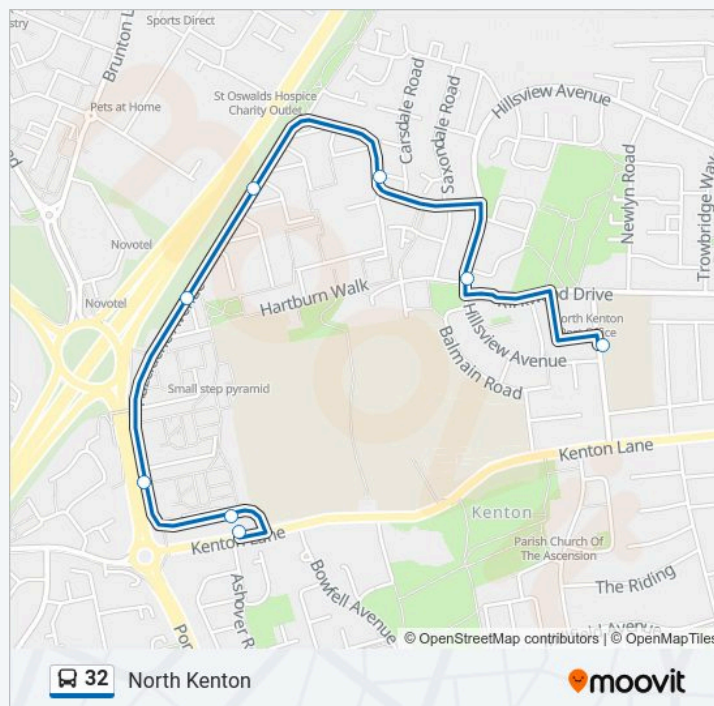 Sports Direct
Brunton L
Pets at Home
St Oswalds Hospice
Charity Outlet
Carsdale Road
Saxondale Road
Hillsview Avenue
Newlyn Road
Trowbridge Way
Novotel
Novotel
Hartburn Walk
Drive
North Kenton
Hillsview Avenue
Balmain Road
Small step pyramid
Kenton Lane
Kenton
Parish Church Of
The Ascension
Kenton Lane
The Riding
Ashover R
Bowfell Avenue
Avenue
© OpenStreetMap contributors | © OpenMapTiles
32 North Kenton
moovit